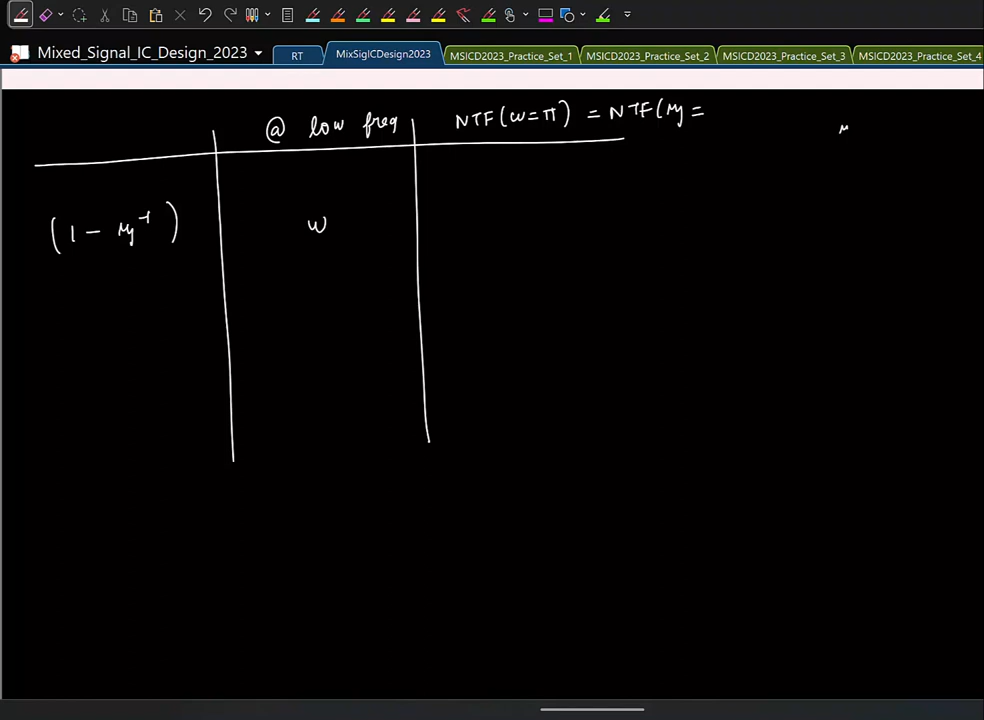 Mixed_Signal_IC_Design_2023
RT MixSigICDesign2023 MSICD2023_Practice_Set_1 MSICD2023_Practice_Set_2 MSICD2023_Practice_Set_3 MSICD2023_Practice_Set_4
@ low freq NTF(ω=π) = NTF(z=
(1 - z⁻¹) ω